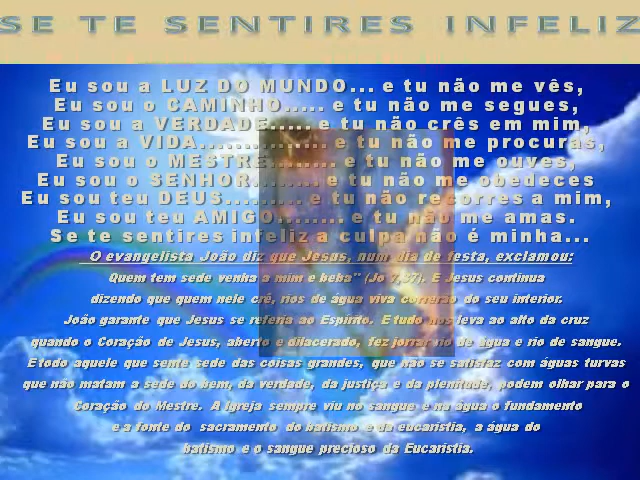 SE TE SENTIRES INFELIZ
Eu sou a LUZ DO MUNDO... e tu não me vês,
Eu sou o CAMINHO..... e tu não me segues,
Eu sou a VERDADE...... e tu não crês em mim,
Eu sou a VIDA................... e tu não me procuras,
Eu sou o MESTRE........... e tu não me ouves,
Eu sou o SENHOR......... e tu não me obedeces
Eu sou teu DEUS.......... e tu não recorres a mim,
Eu sou teu AMIGO........ e tu não me amas.
Se te sentires infeliz a culpa não é minha...
O evangelista João diz que Jesus, num dia de festa, exclamou:
Quem tem sede venha a mim e beba" (Jo 7,37). E Jesus continua
dizendo que quem nele crê, rios de água viva correrão do seu interior.
João garante que Jesus se referia ao Espírito. E tudo nos leva ao alto da cruz
quando o Coração de Jesus, aberto e dilacerado, fez jorrar rio de água e rio de sangue.
E todo aquele que sente sede das coisas grandes, que não se satisfaz com águas turvas
que não matam a sede do bem, da verdade, da justiça e da plenitude, podem olhar para o
Coração do Mestre. A Igreja sempre viu no sangue e na água o fundamento
e a fonte do sacramento do batismo e da eucaristia, a água do
batismo e o sangue precioso da Eucaristia.